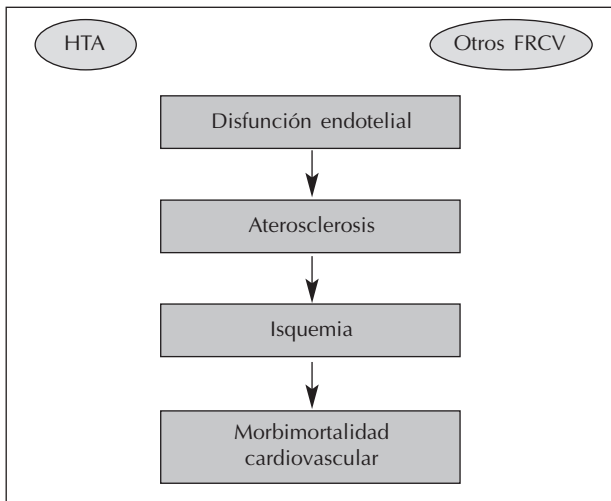 HTA
Otros FRCV
Disfunción endotelial
Aterosclerosis
Isquemia
Morbimortalidad
cardiovascular